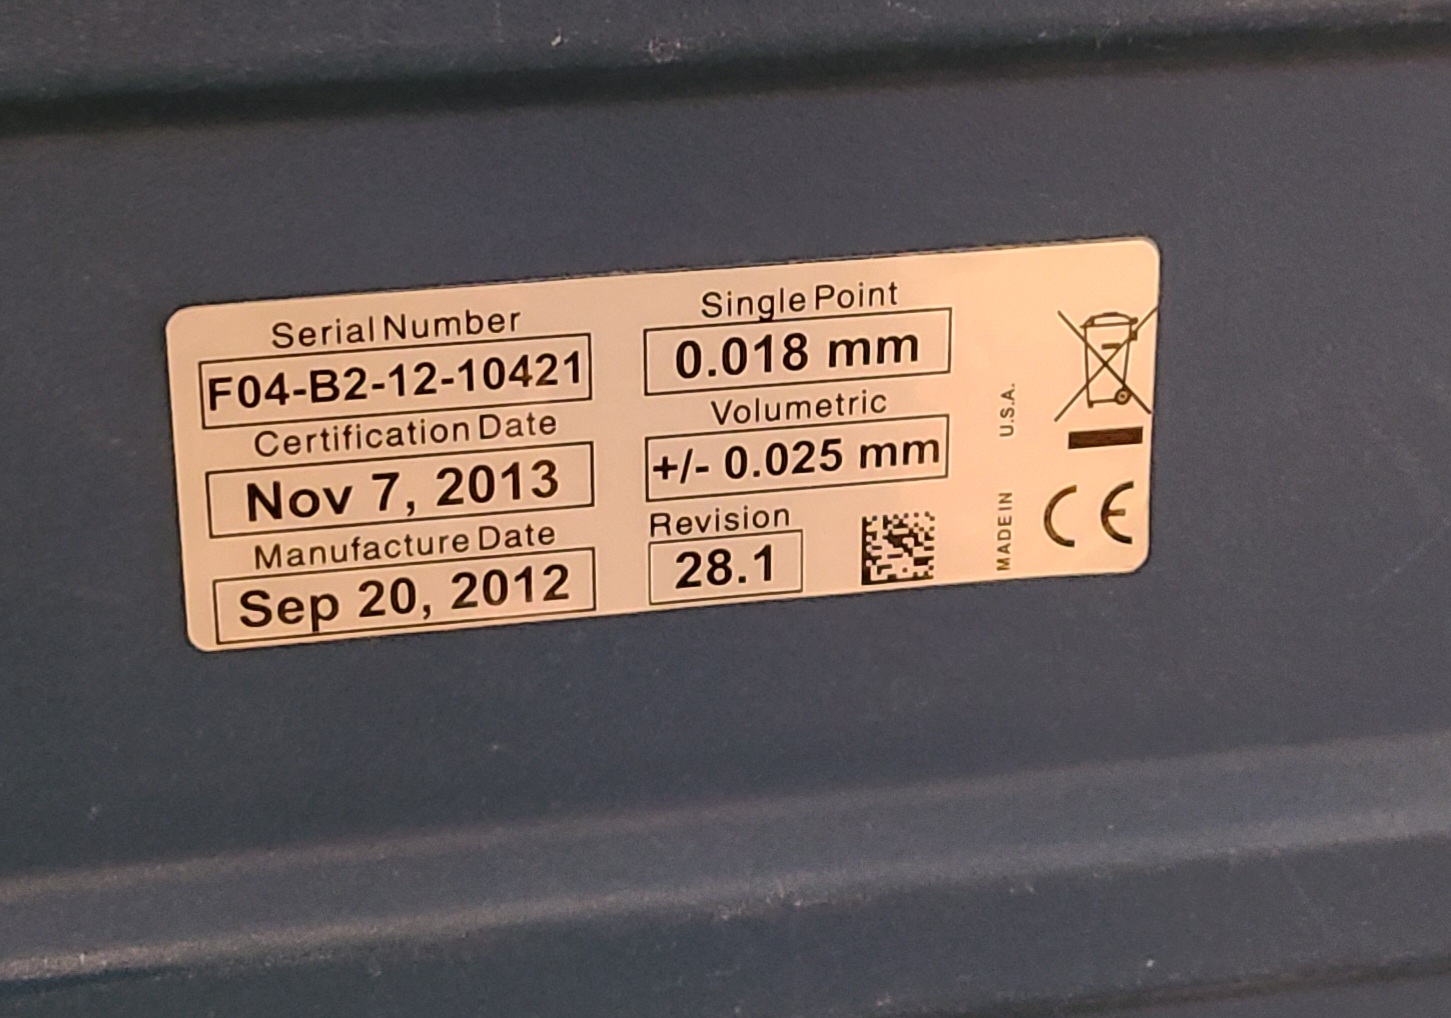 Serial Number
F04-B2-12-10421
Certification Date
Nov 7, 2013
Manufacture Date
Sep 20, 2012
Single Point
0.018 mm
Volumetric
+/- 0.025 mm
Revision
28.1
MADE IN U.S.A.
CE